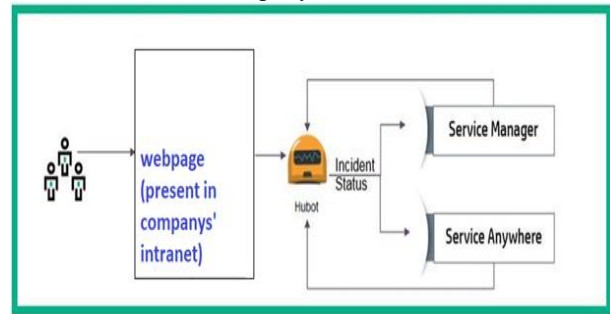 webpage
(present in
companys'
intranet)
Hubot
Incident
Status
Service Manager
Service Anywhere